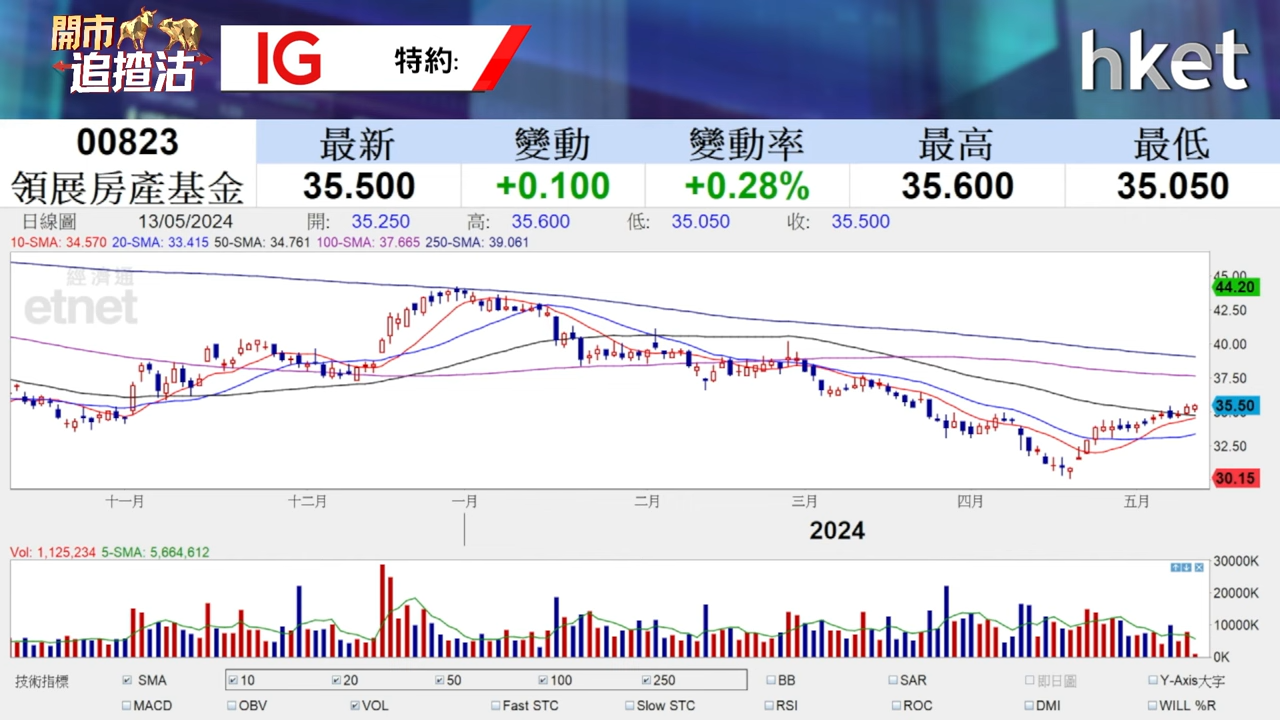 開市
追揸沽
IG 特約:
hket
00823 最新 變動 變動率 最高 最低
領展房產基金 35.500 +0.100 +0.28% 35.600 35.050
日線圖 13/05/2024 開: 35.250 高: 35.600 低: 35.050 收: 35.500
10-SMA: 34.570 20-SMA: 33.415 50-SMA: 34.761 100-SMA: 37.665 250-SMA: 39.061
經濟通
etnet
45.00
44.20
42.50
40.00
37.50
35.50
35.00
32.50
30.15
十一月 十二月 一月 二月 三月 四月 五月
2024
Vol: 1,125,234 5-SMA: 5,664,612
30000K
20000K
10000K
0K
技術指標 SMA 10 20 50 100 250 BB SAR 即日圖 Y-Axis大字
MACD OBV VOL Fast STC Slow STC RSI ROC DMI WILL %R